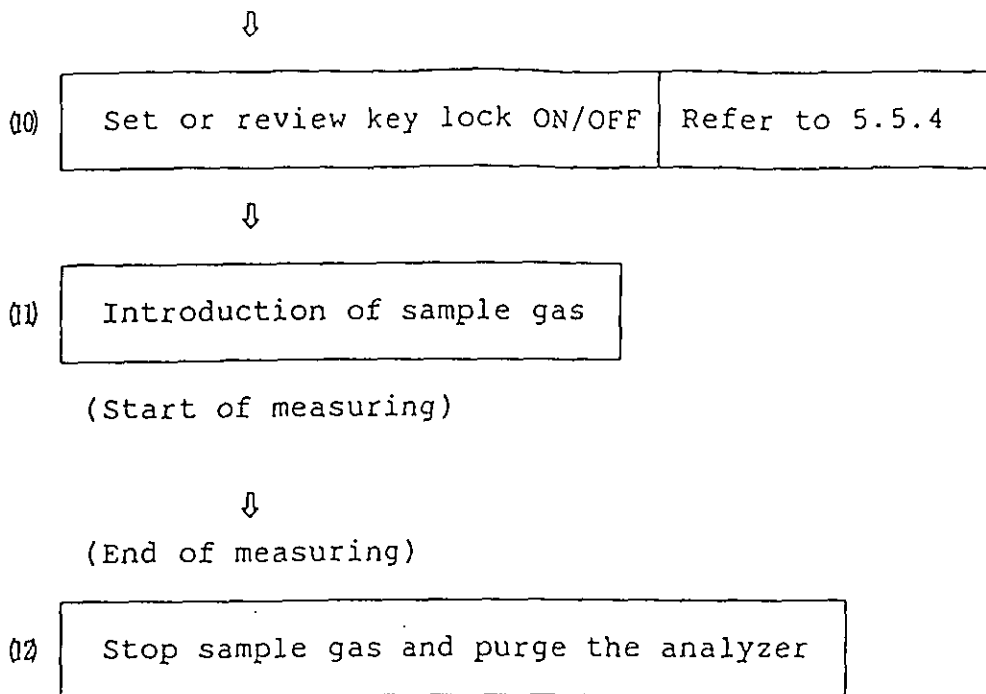 ⇩
(10) Set or review key lock ON/OFF Refer to 5.5.4
⇩
(11) Introduction of sample gas
(Start of measuring)
⇩
(End of measuring)
(12) Stop sample gas and purge the analyzer